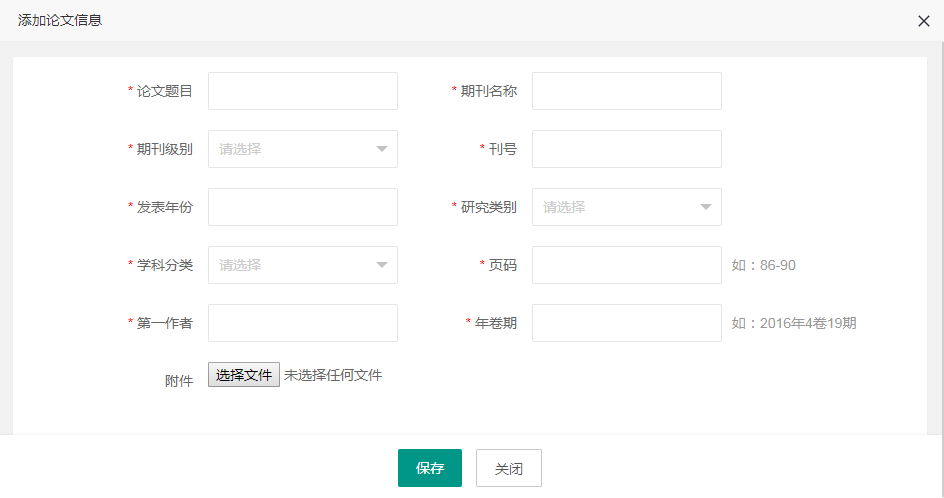 添加论文信息
* 论文题目
* 期刊名称
* 期刊级别 请选择
* 刊号
* 发表年份
* 研究类别 请选择
* 学科分类 请选择
* 页码 如：86-90
* 第一作者
* 年卷期 如：2016年4卷19期
附件 选择文件 未选择任何文件
保存
关闭